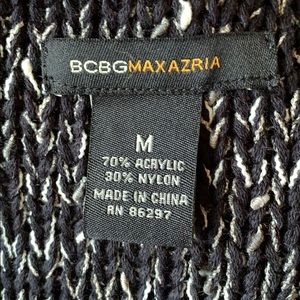 BCBGMAXAZRIA
M
70% ACRYLIC
30% NYLON
MADE IN CHINA
RN 86297